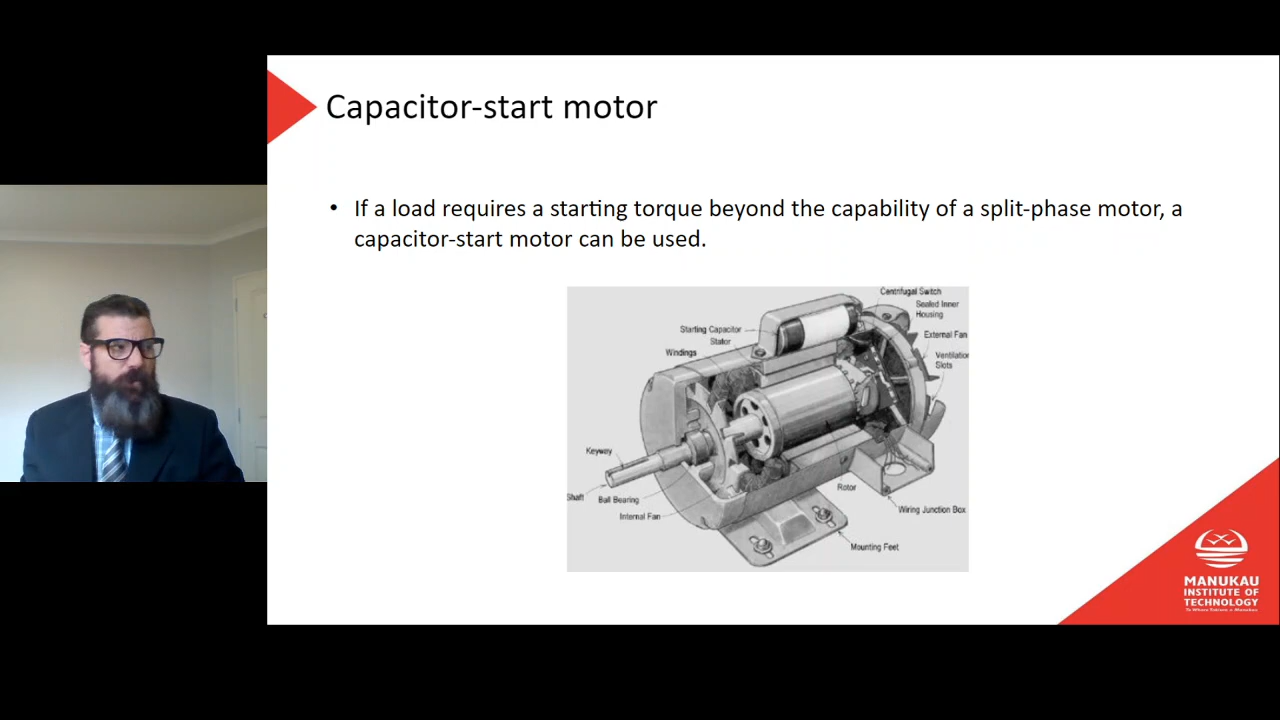 Capacitor-start motor
• If a load requires a starting torque beyond the capability of a split-phase motor, a
capacitor-start motor can be used.
Centrifugal Switch
Sealed Inner
Housing
Starting Capacitor
Stator
External Fan
Windings
Ventilation
Slots
Keyway
Shaft
Ball Bearing
Rotor
Internal Fan
Wiring Junction Box
Mounting Feet
MANUKAU
INSTITUTE OF
TECHNOLOGY